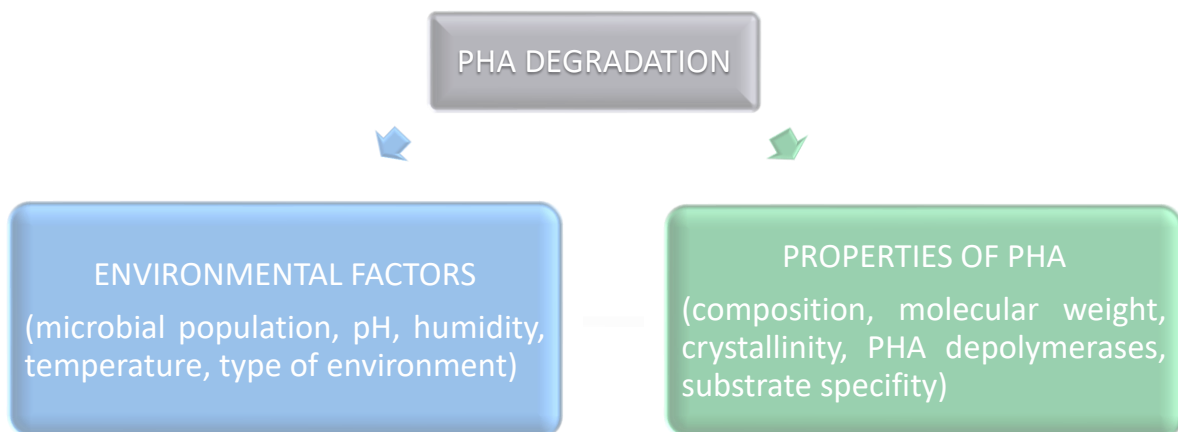 PHA DEGRADATION
ENVIRONMENTAL FACTORS
(microbial population, pH, humidity,
temperature, type of environment)
PROPERTIES OF PHA
(composition, molecular weight,
crystallinity, PHA depolymerases,
substrate specifity)